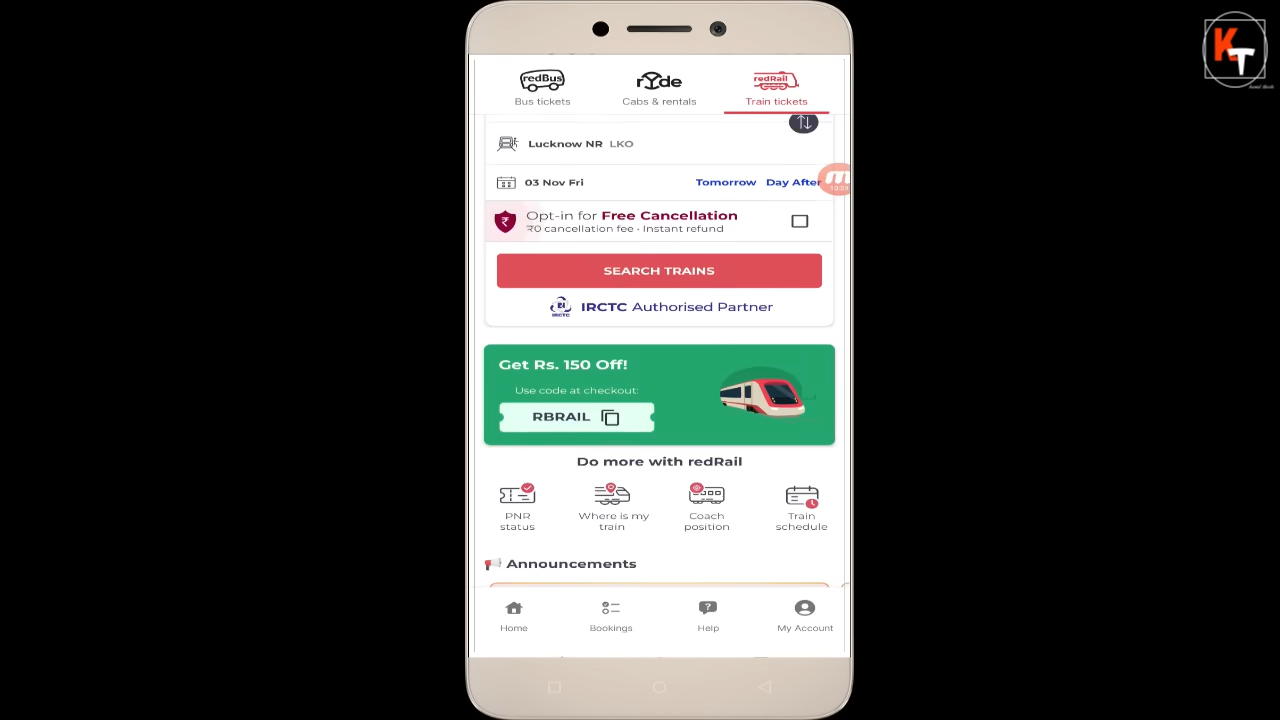 KT
redBus
rYde
redRail
Bus tickets
Cabs & rentals
Train tickets
Lucknow NR LKO
03 Nov Fri
Tomorrow
Day After
Opt-in for Free Cancellation
₹0 cancellation fee • Instant refund
SEARCH TRAINS
IRCTC
IRCTC Authorised Partner
Get Rs. 150 Off!
Use code at checkout:
RBRAIL
Do more with redRail
PNR
status
Where is my
train
Coach
position
Train
schedule
Announcements
Home
Bookings
Help
My Account